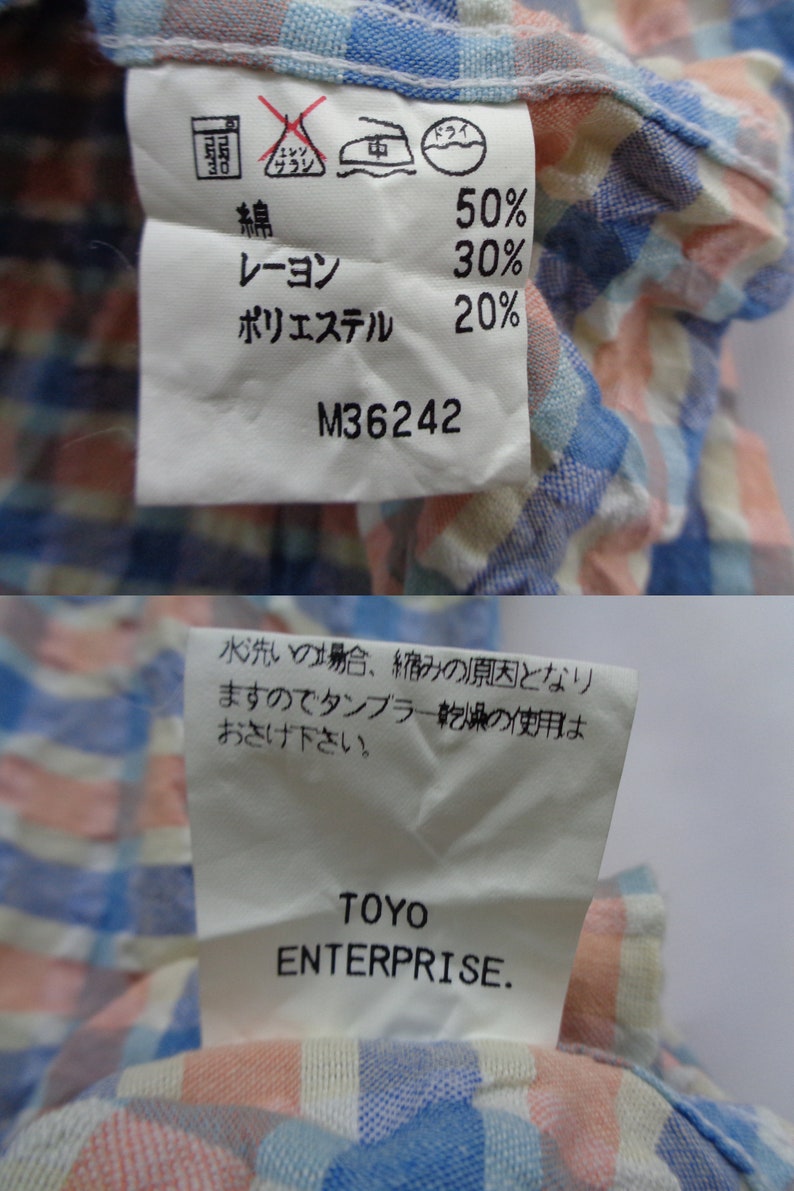 エンソ
サラシ
中
ドライ
綿 50%
レーヨン 30%
ポリエステル 20%
M36242
水洗いの場合、縮みの原因となり
ますのでタンブラー乾燥の使用は
おさけ下さい。
TOYO
ENTERPRISE.